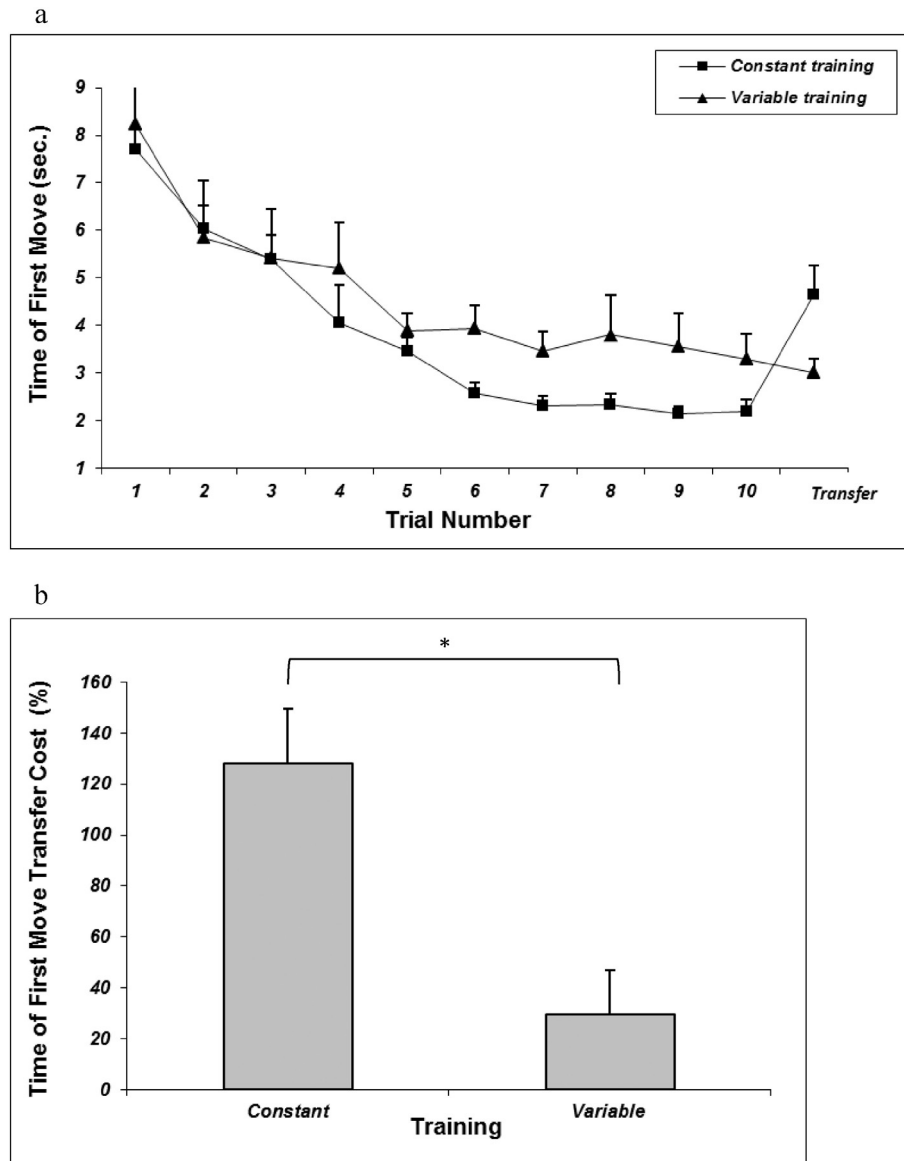 a
Constant training
Variable training
Time of First Move (sec.)
9
8
7
6
5
4
3
2
1
1 2 3 4 5 6 7 8 9 10 Transfer
Trial Number
b
*
Time of First Move Transfer Cost (%)
160
140
120
100
80
60
40
20
0
Constant Variable
Training